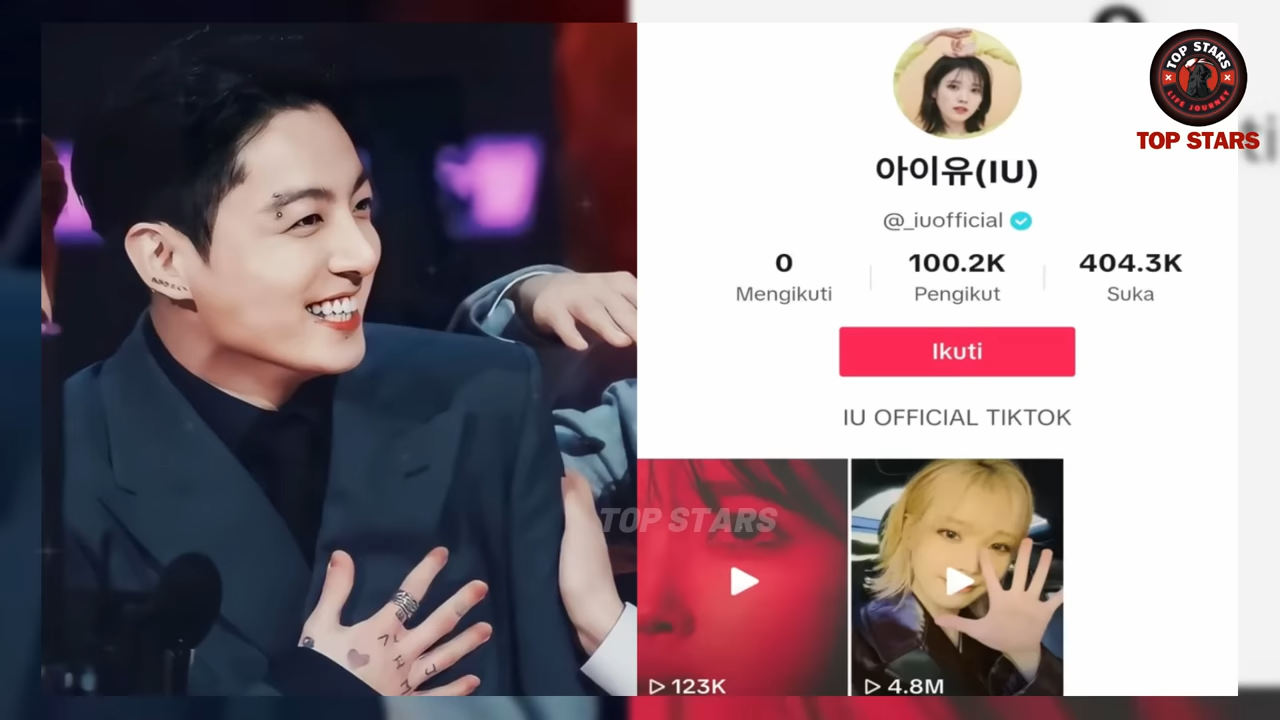 아이유(IU)
@_iuofficial
0 100.2K 404.3K
Mengikuti Pengikut Suka
Ikuti
IU OFFICIAL TIKTOK
123K 4.8M
TOP STARS
TOP STARS
LIFE JOURNEY
TOP STARS